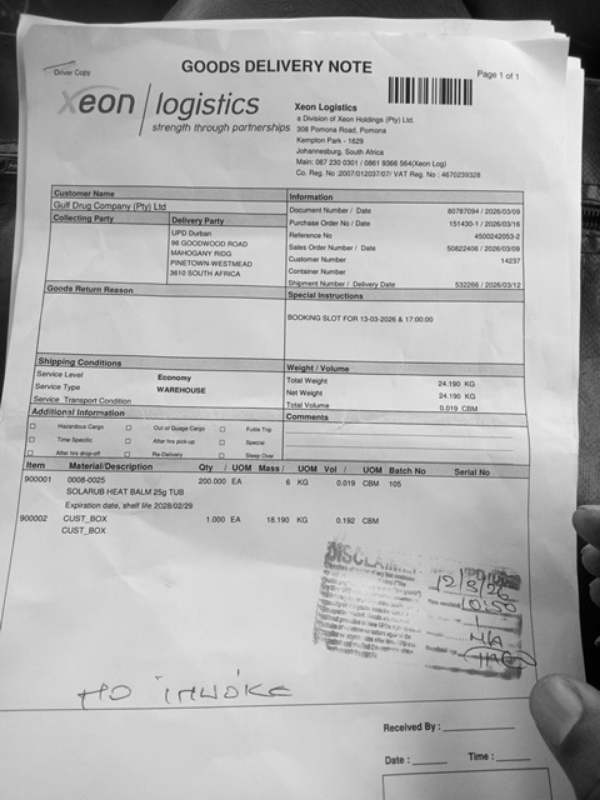 Driver Copy
GOODS DELIVERY NOTE
Page 1 of 1
xeon logistics
strength through partnerships
Xeon Logistics
a Division of Xeon Holdings (Pty) Ltd.
308 Pomona Road, Pomona
Kempton Park - 1629
Johannesburg, South Africa
Main: 087 230 0301 / 0861 9366 564(Xeon Log)
Co. Reg. No :2007/012037/07/ VAT Reg. No : 4670239328
Customer Name
Gulf Drug Company (Pty) Ltd
Collecting Party
Delivery Party
UPD Durban
98 GOODWOOD ROAD
MAHOGANY RIDG
PINETOWN-WESTMEAD
3610 SOUTH AFRICA
Information
Document Number / Date 80787094 / 2026/03/09
Purchase Order No / Date 151430-1 / 2026/03/16
Reference No 4500242053-2
Sales Order Number / Date 50822406 / 2026/03/09
Customer Number 14237
Container Number
Shipment Number / Delivery Date 532266 / 2026/03/12
Goods Return Reason
Special Instructions
BOOKING SLOT FOR 13-03-2026 & 17:00:00
Shipping Conditions
Service Level Economy
Service Type WAREHOUSE
Service Transport Condition
Weight / Volume
Total Weight 24.190 KG
Net Weight 24.190 KG
Total Volume 0.019 CBM
Additional Information
Hazardous Cargo Out of Guage Cargo Futile Trip
Time Specific After hrs pick-up Special
After hrs drop-off Re-Delivery Sleep Over
Comments
Item Material/Description Qty / UOM Mass / UOM Vol / UOM Batch No Serial No
900001 0008-0025 200.000 EA 6 KG 0.019 CBM 105
SOLARUB HEAT BALM 25g TUB
Expiration date, shelf life 2028/02/29
900002 CUST_BOX 1.000 EA 18.190 KG 0.192 CBM
CUST_BOX
DISCLAIMER
12/3/26
10:50
1
N/A
NO INVOICE
Received By :
Date : Time :